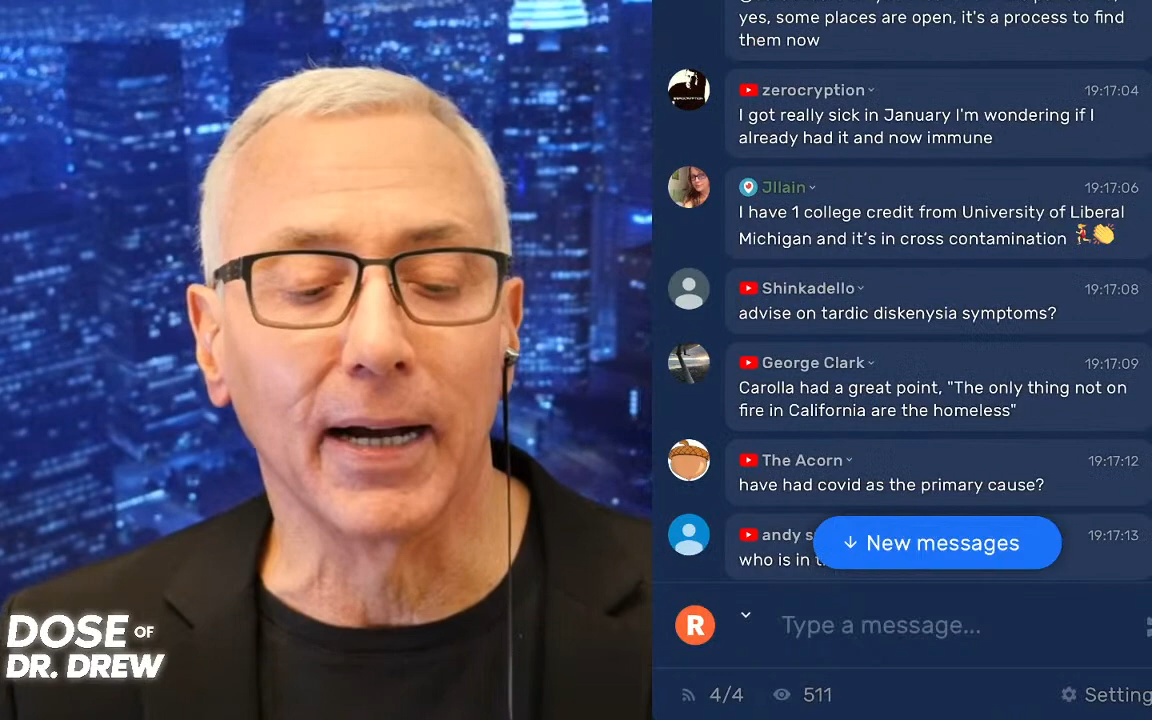 yes, some places are open, it's a process to find
them now
zerocryption 19:17:04
I got really sick in January I'm wondering if I
already had it and now immune
Jllain 19:17:06
I have 1 college credit from University of Liberal
Michigan and it's in cross contamination
Shinkadello 19:17:08
advise on tardic diskenysia symptoms?
George Clark 19:17:09
Carolla had a great point, "The only thing not on
fire in California are the homeless"
The Acorn 19:17:12
have had covid as the primary cause?
andy 19:17:13
who is in
New messages
R Type a message...
4/4 511 Setting
DOSE OF
DR. DREW